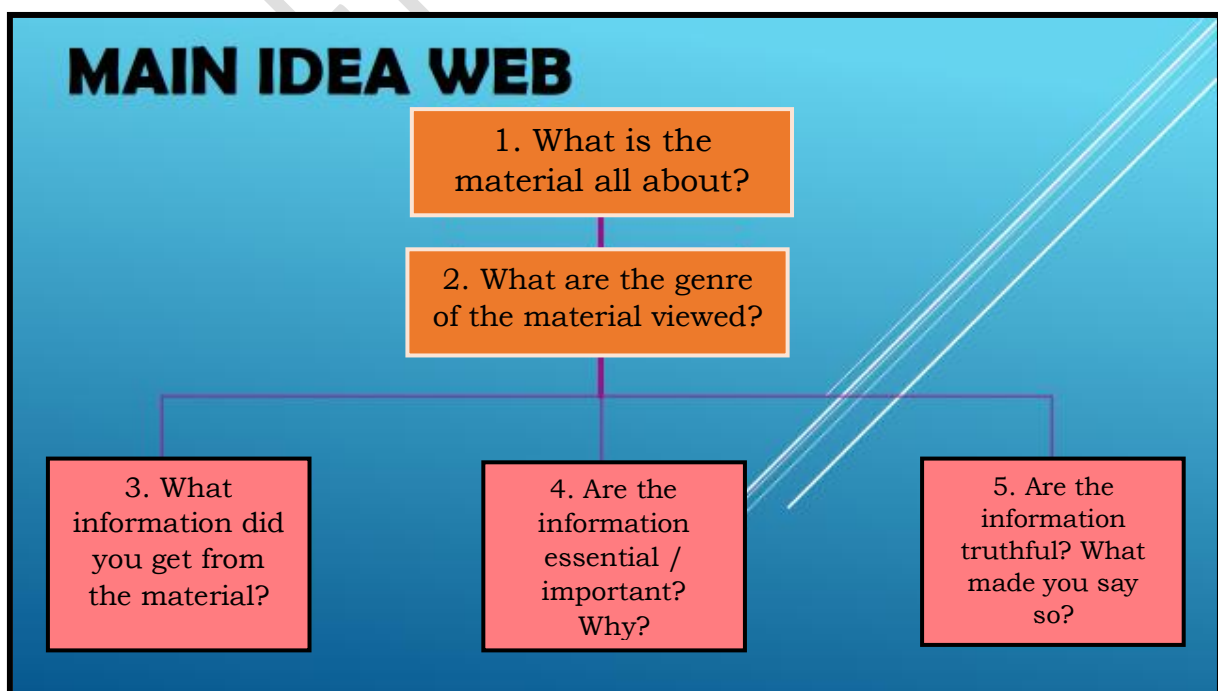 MAIN IDEA WEB
1. What is the
material all about?
2. What are the genre
of the material viewed?
3. What
information did
you get from
the material?
4. Are the
information
essential /
important?
Why?
5. Are the
information
truthful? What
made you say
so?